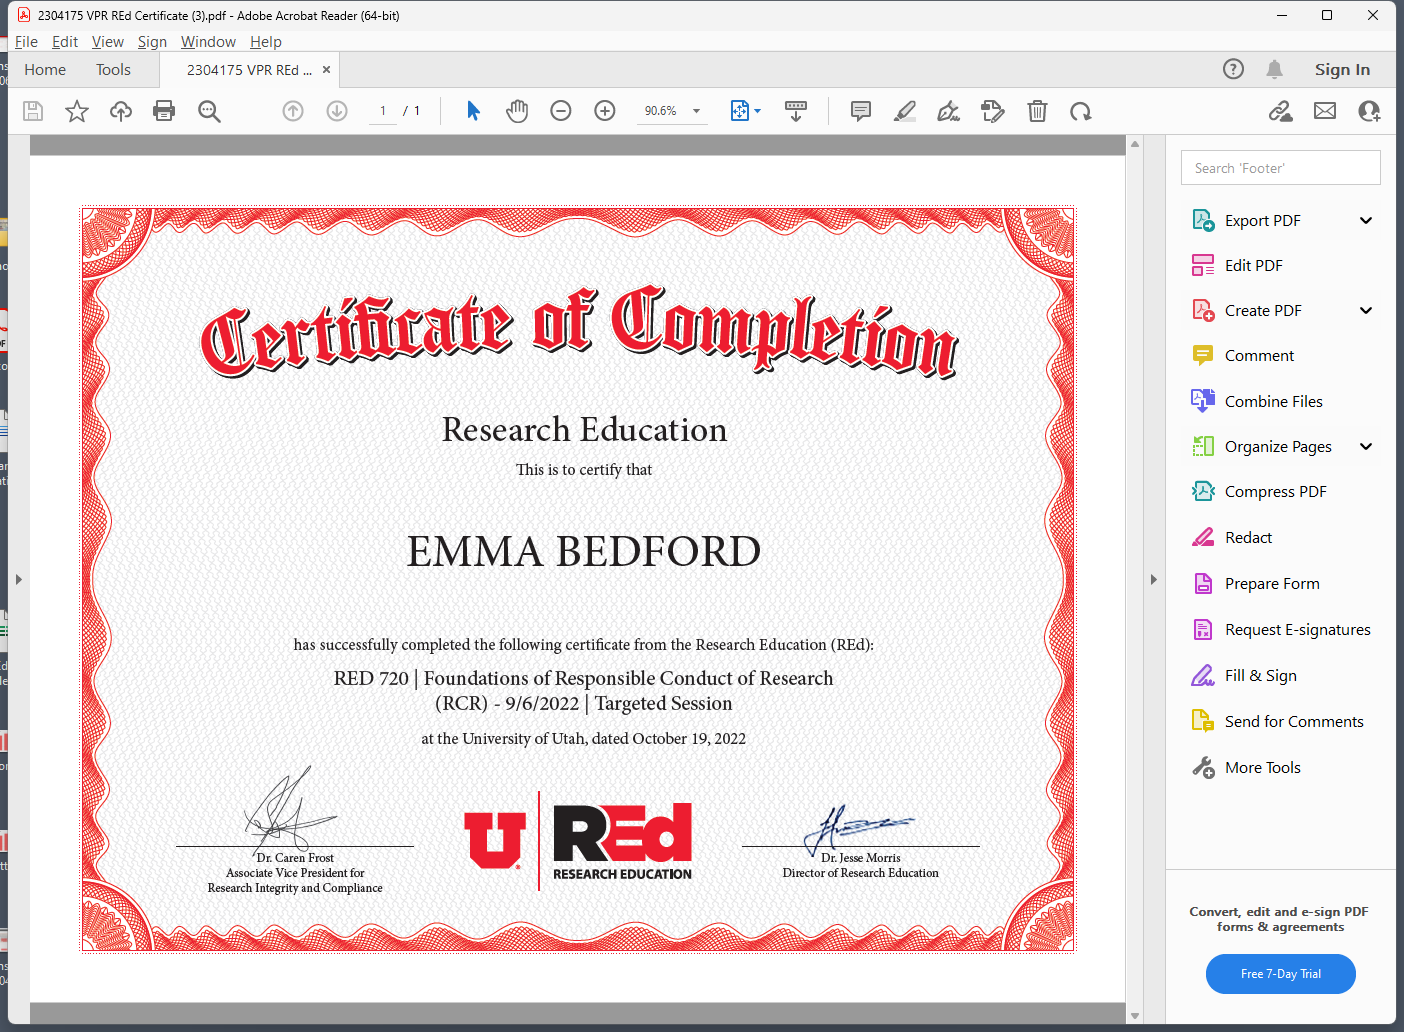 2304175 VPR REd Certificate (3).pdf - Adobe Acrobat Reader (64-bit)
File Edit View Sign Window Help
Home Tools 2304175 VPR REd ... Sign In
1 / 1 90.6%
Search 'Footer'
Export PDF
Edit PDF
Create PDF
Comment
Combine Files
Organize Pages
Compress PDF
Redact
Prepare Form
Request E-signatures
Fill & Sign
Send for Comments
More Tools
Convert, edit and e-sign PDF
forms & agreements
Free 7-Day Trial
Certificate of Completion
Research Education
This is to certify that
EMMA BEDFORD
has successfully completed the following certificate from the Research Education (REd):
RED 720 | Foundations of Responsible Conduct of Research
(RCR) - 9/6/2022 | Targeted Session
at the University of Utah, dated October 19, 2022
Dr. Caren Frost
Associate Vice President for
Research Integrity and Compliance
U
REd
RESEARCH EDUCATION
Dr. Jesse Morris
Director of Research Education